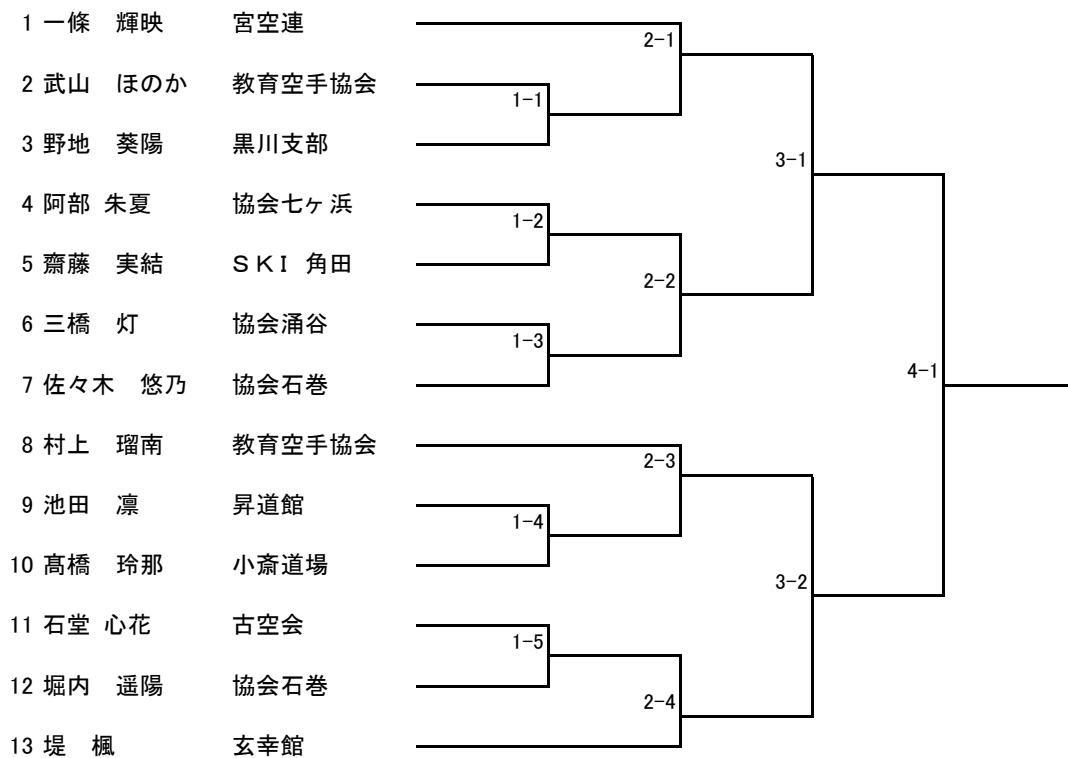 1 一條　輝映　宮空連
2-1
2 武山　ほのか　教育空手協会
1-1
3 野地　葵陽　黒川支部
3-1
4 阿部 朱夏　協会七ヶ浜
1-2
5 齋藤　実結　ＳＫＩ 角田
2-2
6 三橋　灯　協会涌谷
1-3
4-1
7 佐々木　悠乃　協会石巻
8 村上　瑠南　教育空手協会
2-3
9 池田　凛　昇道館
1-4
10 髙橋　玲那　小斎道場
3-2
11 石堂 心花　古空会
1-5
12 堀内　遥陽　協会石巻
2-4
13 堤　楓　玄幸館